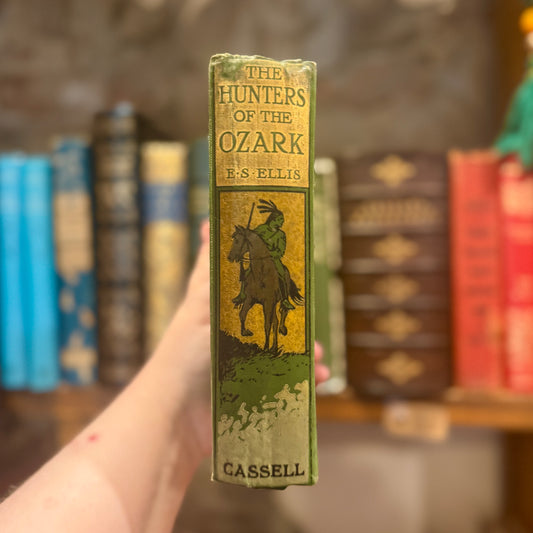 THE
HUNTERS
OF THE
OZARK
E·S·ELLIS
CASSELL